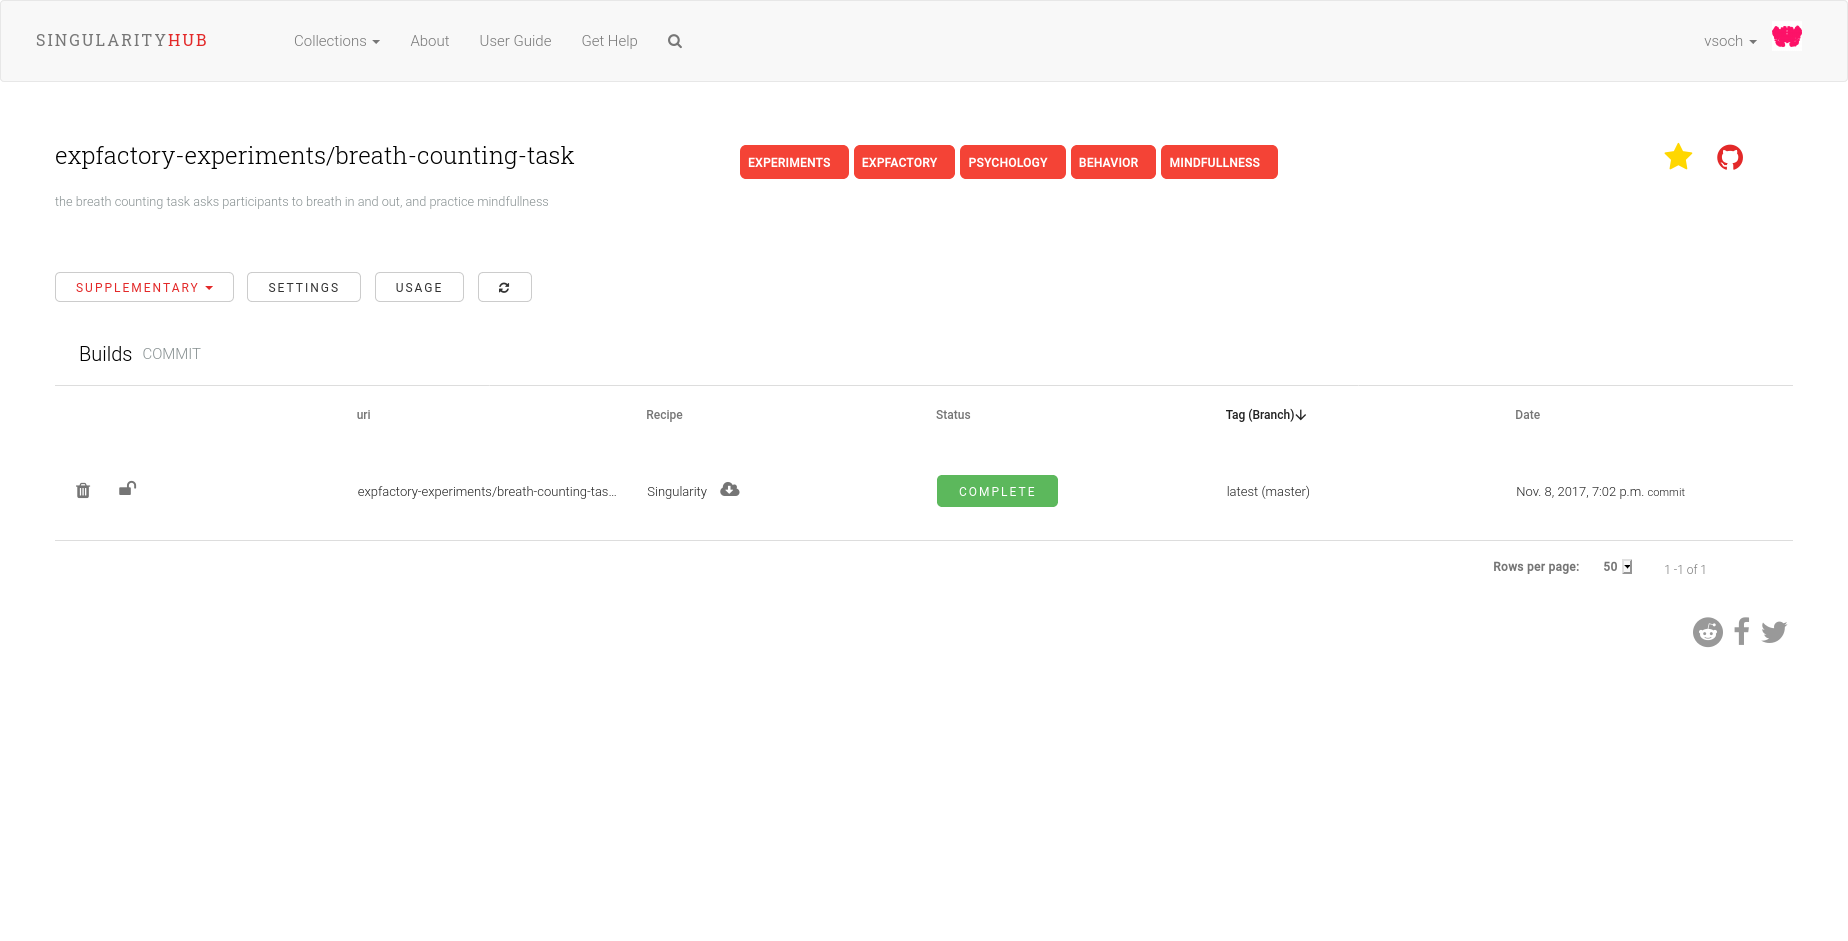 SINGULARITYHUB Collections About User Guide Get Help vsoch
expfactory-experiments/breath-counting-task EXPERIMENTS EXPFACTORY PSYCHOLOGY BEHAVIOR MINDFULLNESS
the breath counting task asks participants to breath in and out, and practice mindfullness
SUPPLEMENTARY SETTINGS USAGE
Builds COMMIT
uri Recipe Status Tag (Branch) Date
expfactory-experiments/breath-counting-tas... Singularity COMPLETE latest (master) Nov. 8, 2017, 7:02 p.m. commit
Rows per page: 50 1 -1 of 1